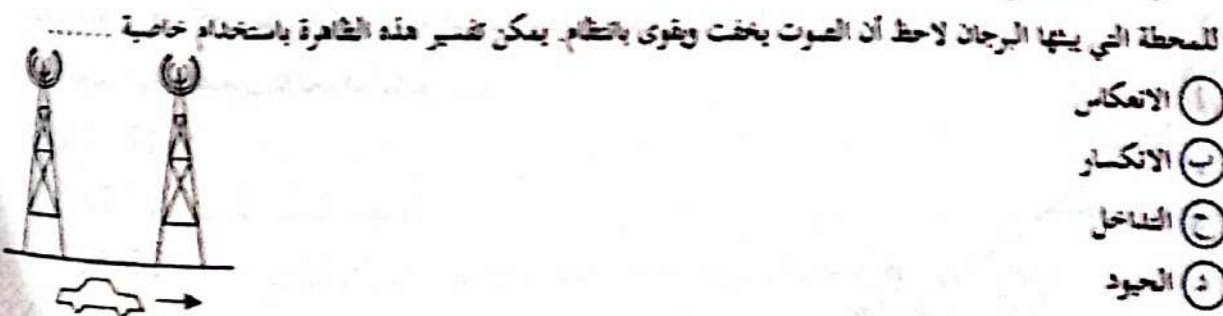 للمحطة التي يبثها البرجان لاحظ أن الصوت يخفت ويقوى بانتظام. يمكن تفسير هذه الظاهرة باستخدام خاصية .......
أ الانعكاس
ب الانكسار
ج التداخل
د الحيود